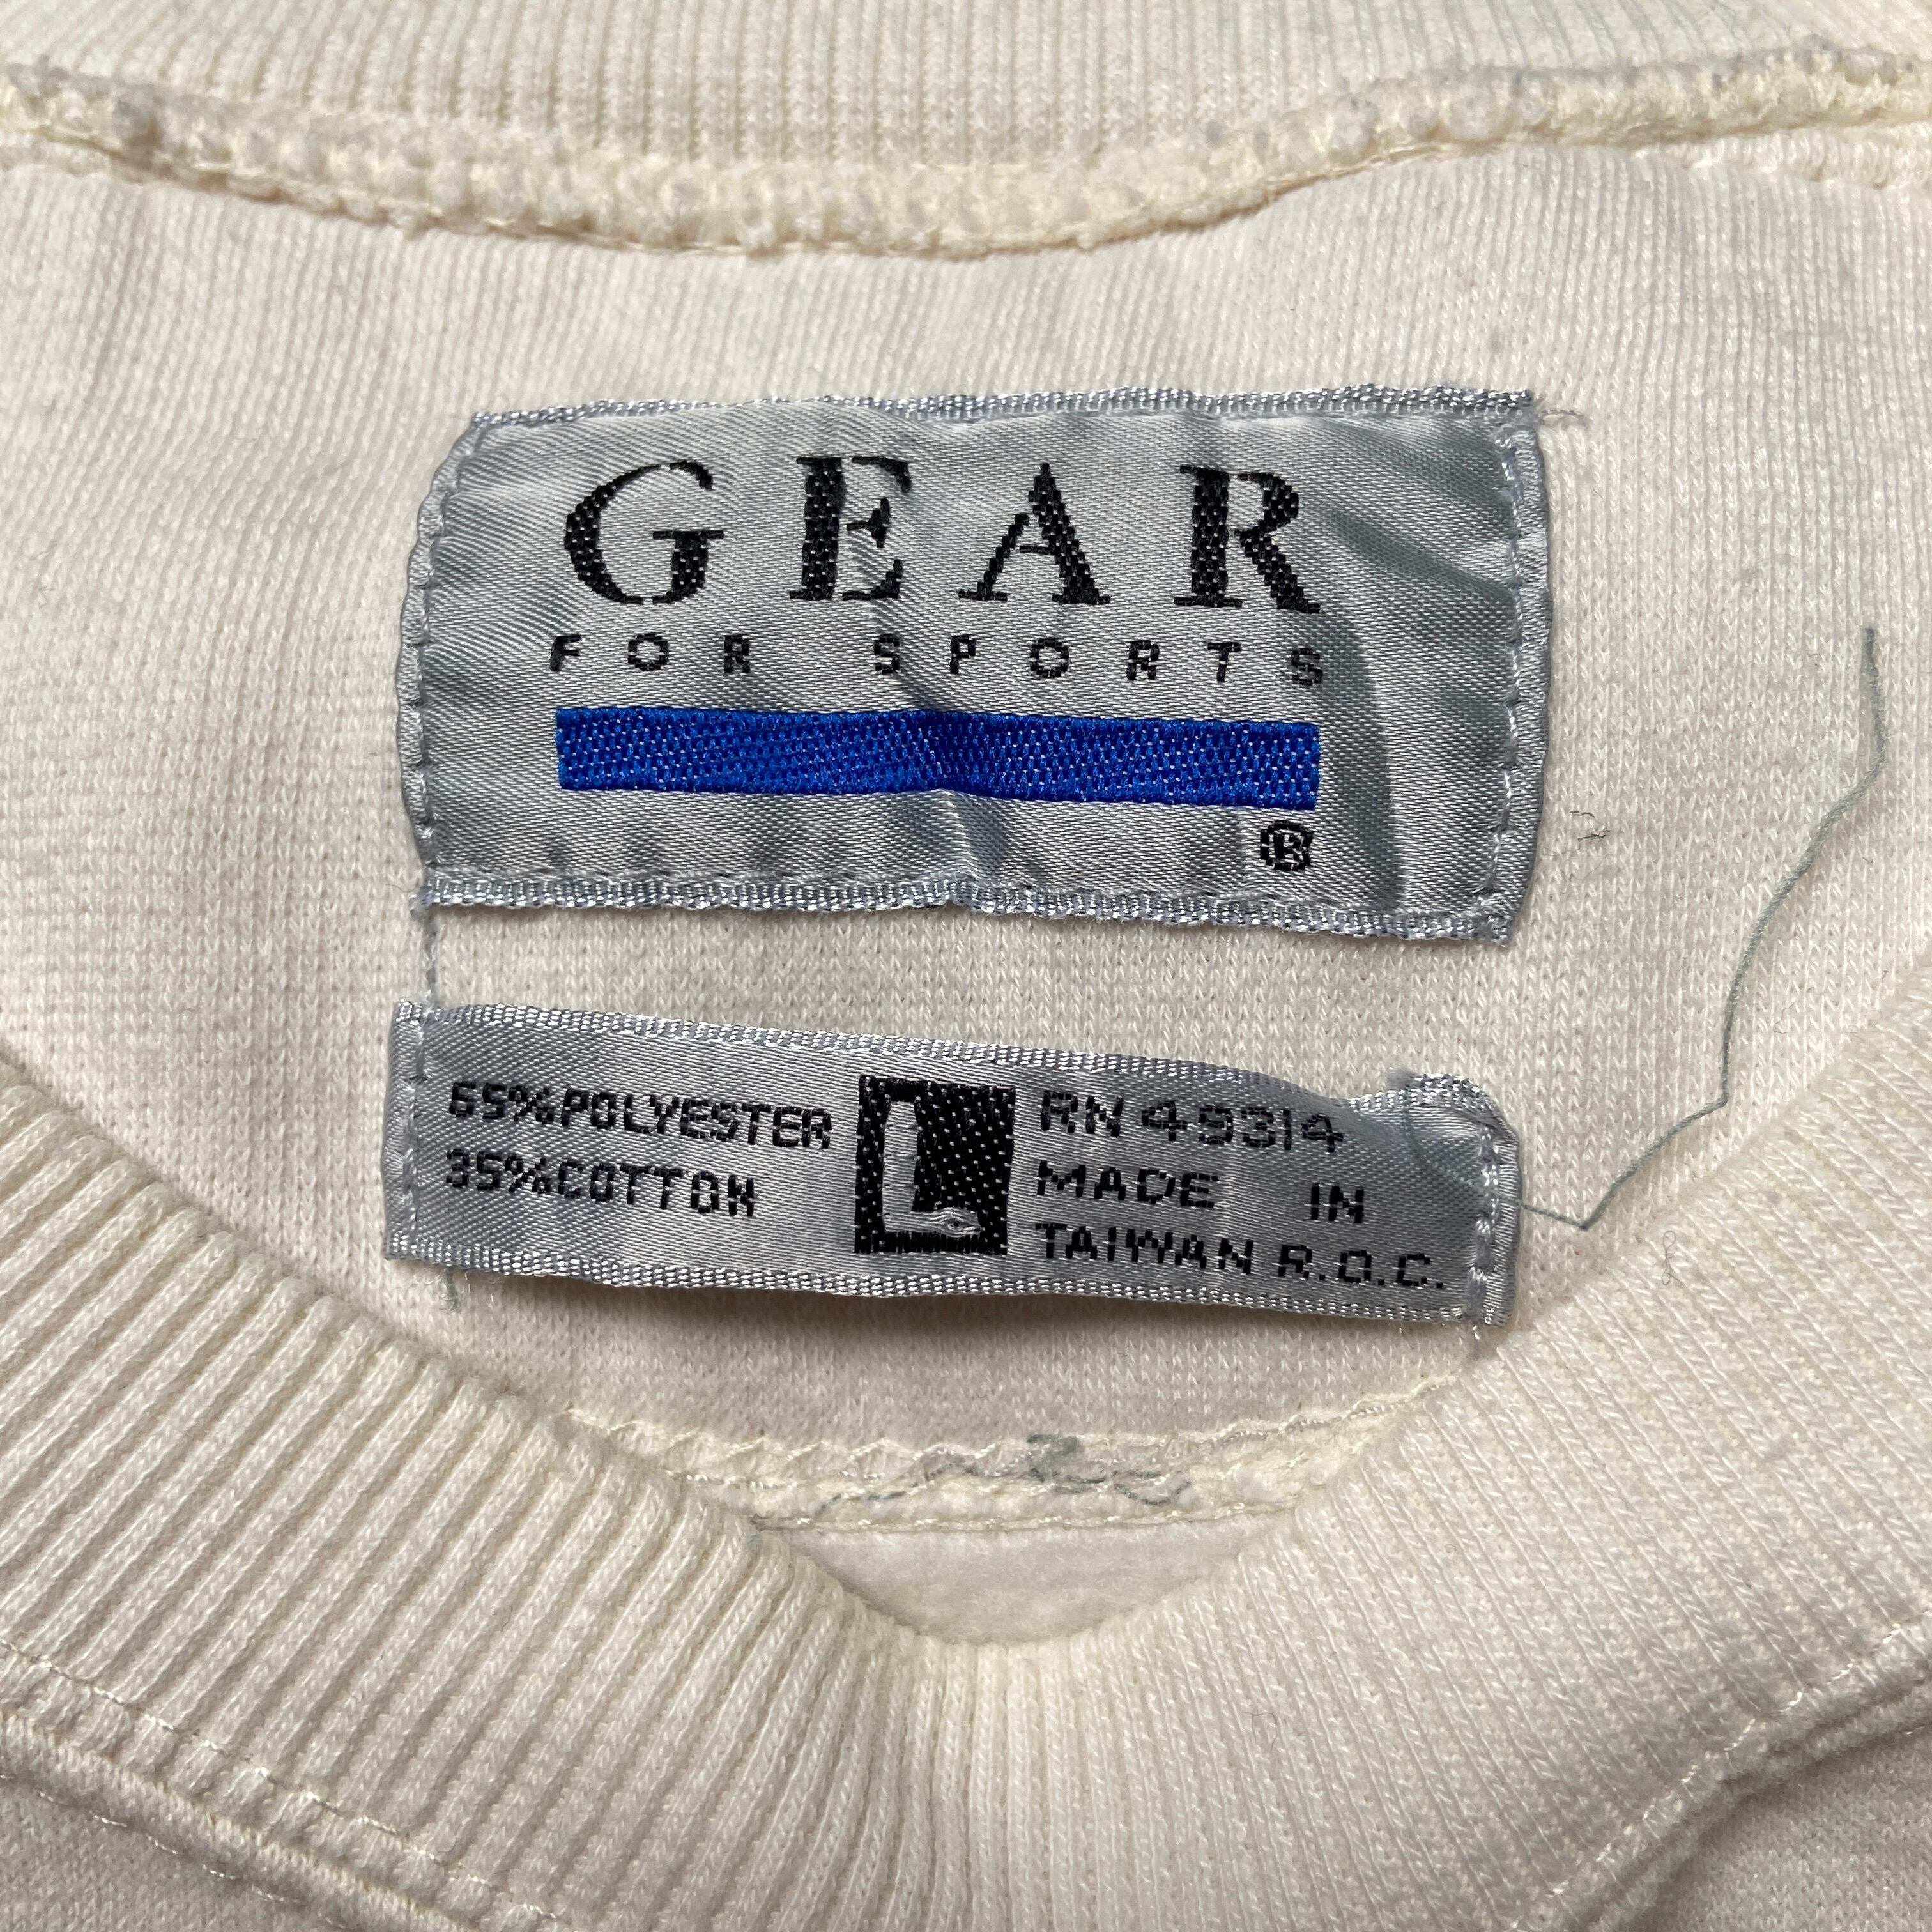 GEAR
FOR SPORTS
®
65%POLYESTER
35%COTTON
L
RN 49314
MADE IN
TAIWAN R.O.C.